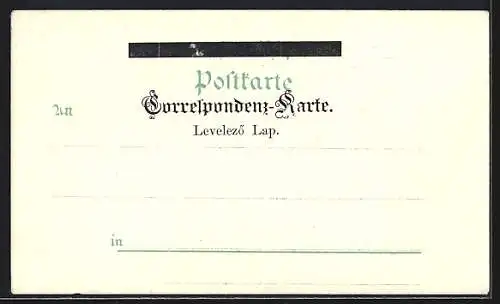 Postkarte
An
Correspondenz-Karte.
Levelező Lap.
in